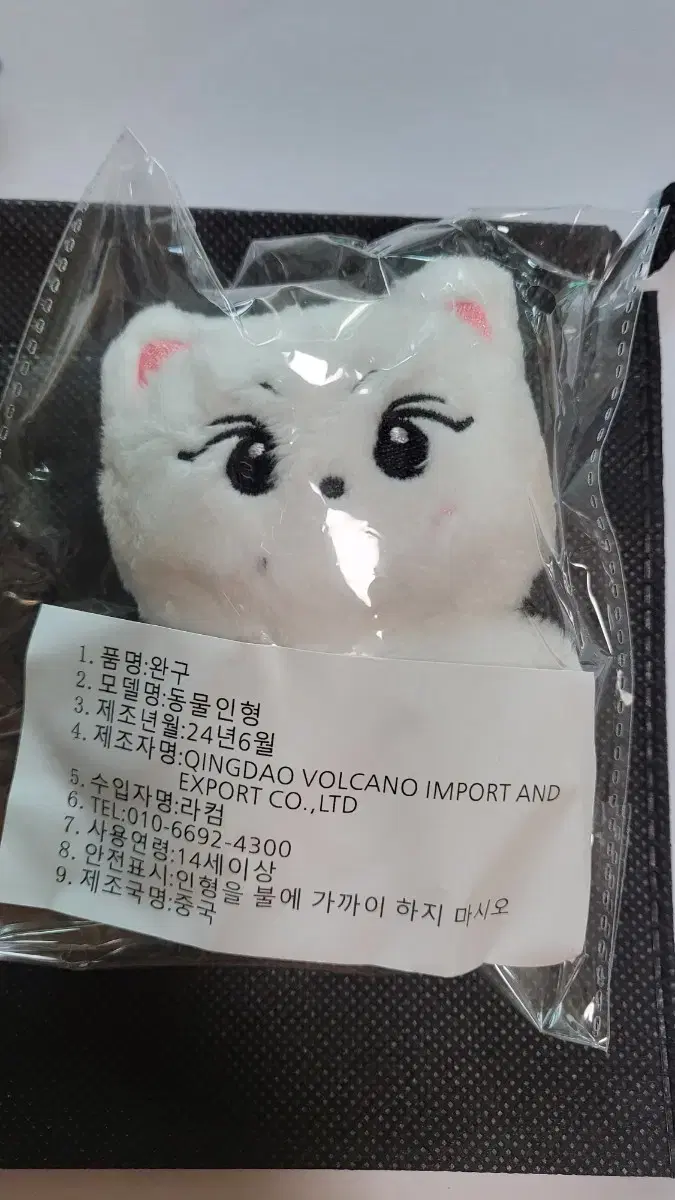 1. 품명:완구
2. 모델명:동물인형
3. 제조년월:24년6월
4. 제조자명:QINGDAO VOLCANO IMPORT AND
EXPORT CO.,LTD
5. 수입자명:라컴
6. TEL:010-6692-4300
7. 사용연령:14세이상
8. 안전표시:인형을 불에 가까이 하지 마시오
9. 제조국명:중국